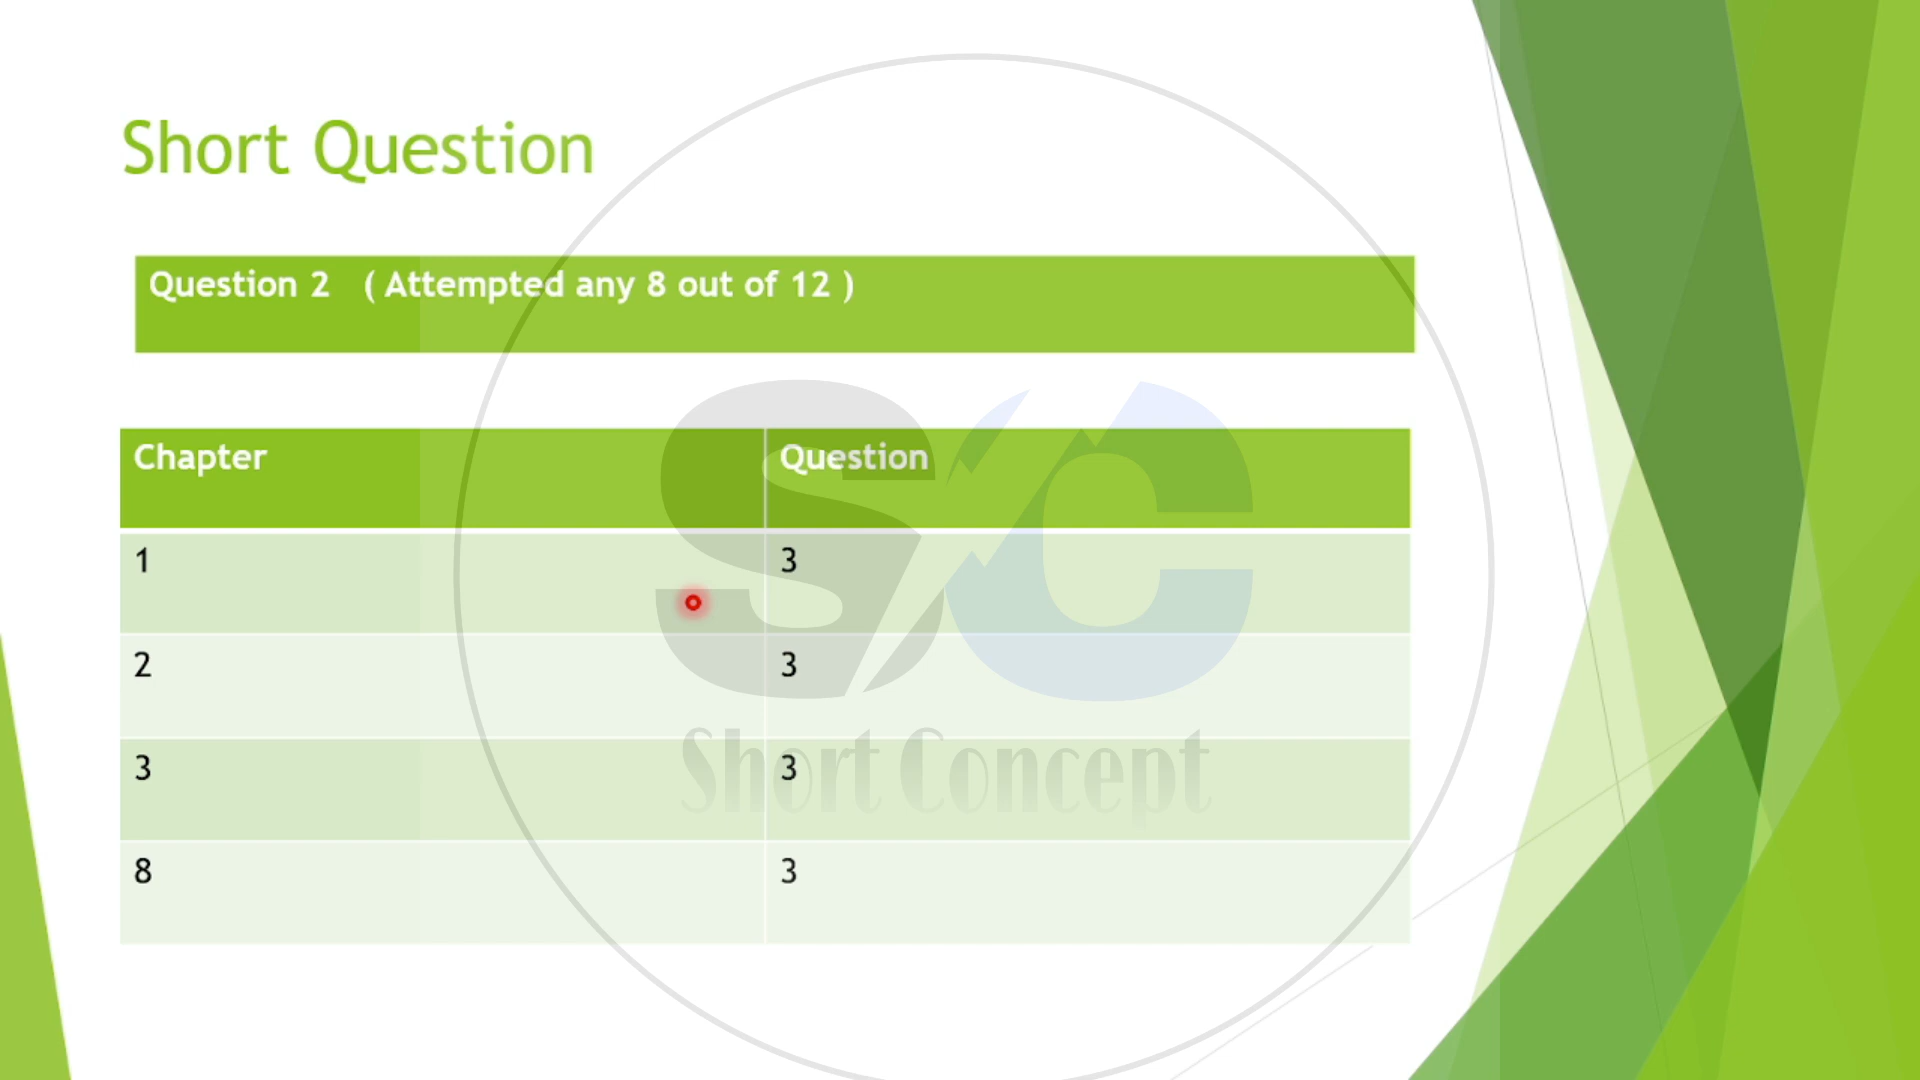 Short Question
Question 2 ( Attempted any 8 out of 12 )
Chapter Question
1 3
2 3
3 3
8 3
SC
Short Concept